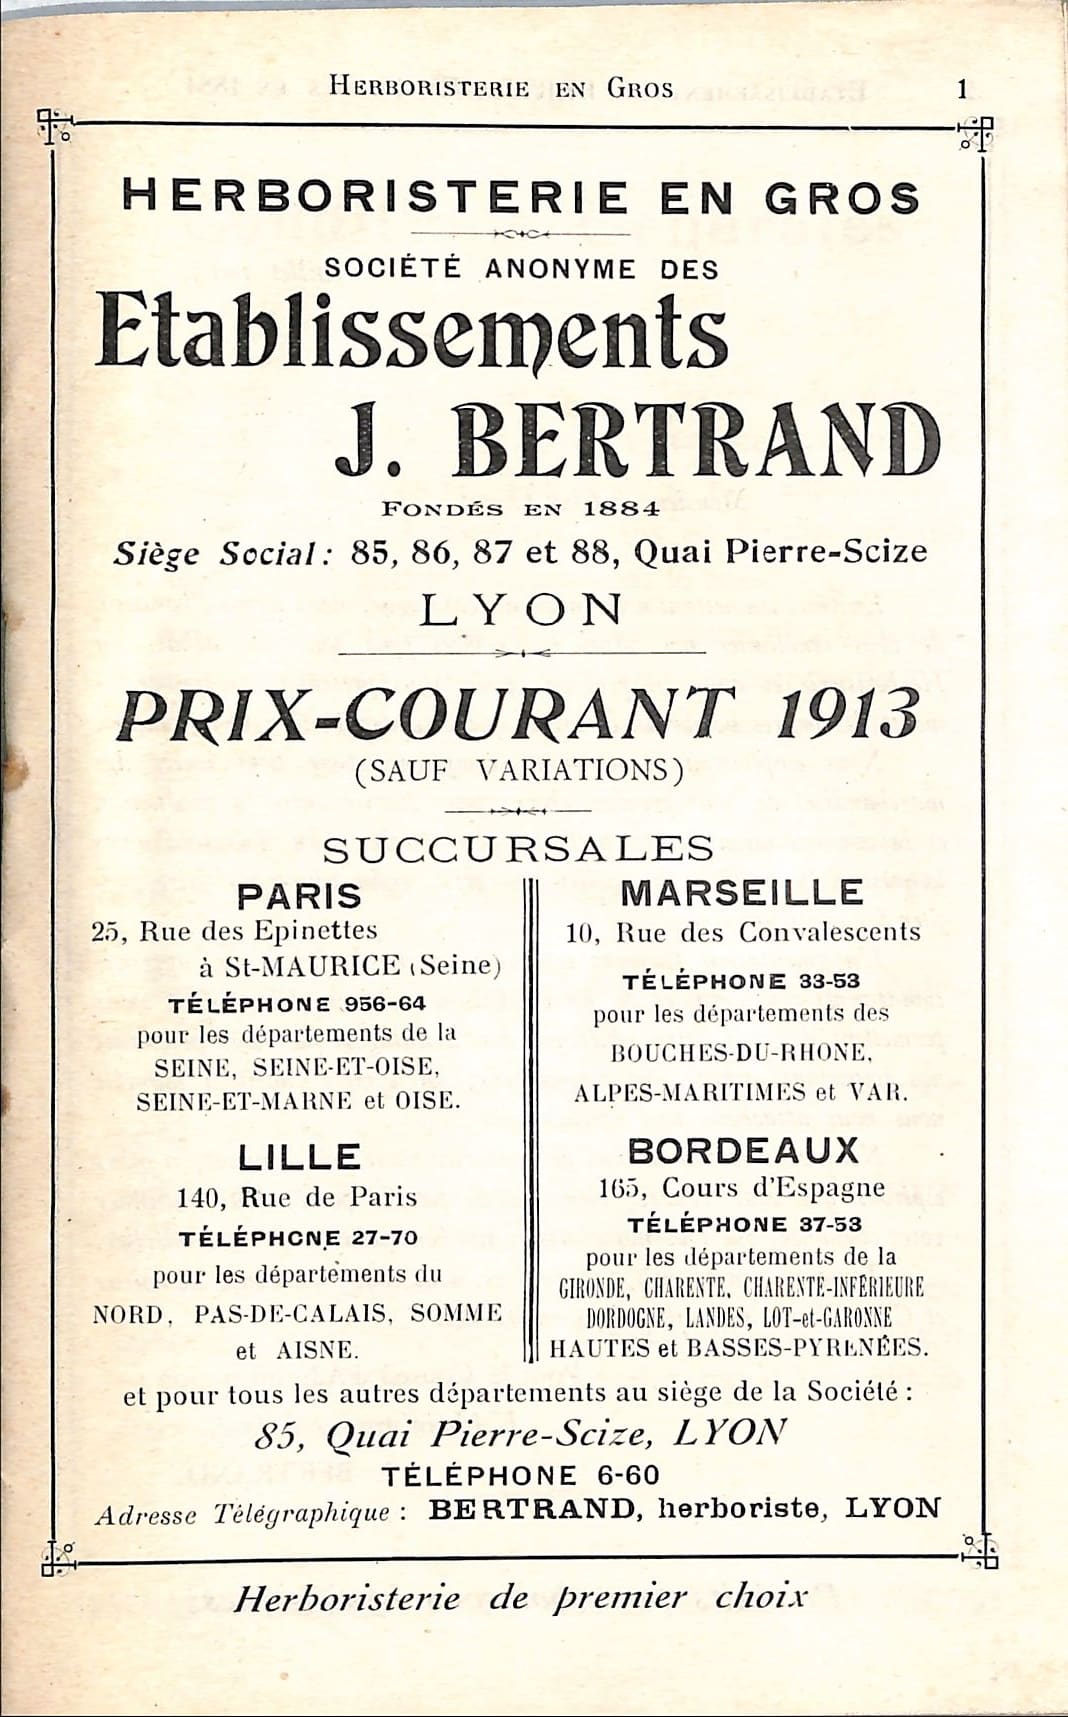 HERBORISTERIE EN GROS 1
HERBORISTERIE EN GROS
SOCIÉTÉ ANONYME DES
Etablissements
J. BERTRAND
FONDÉS EN 1884
Siège Social : 85, 86, 87 et 88, Quai Pierre-Scize
LYON
PRIX-COURANT 1913
(SAUF VARIATIONS)
SUCCURSALES
PARIS
25, Rue des Epinettes
à St-MAURICE (Seine)
TÉLÉPHONE 956-64
pour les départements de la
SEINE, SEINE-ET-OISE,
SEINE-ET-MARNE et OISE.
LILLE
140, Rue de Paris
TÉLÉPHONE 27-70
pour les départements du
NORD, PAS-DE-CALAIS, SOMME
et AISNE.
MARSEILLE
10, Rue des Convalescents
TÉLÉPHONE 33-53
pour les départements des
BOUCHES-DU-RHONE,
ALPES-MARITIMES et VAR.
BORDEAUX
165, Cours d'Espagne
TÉLÉPHONE 37-53
pour les départements de la
GIRONDE, CHARENTE, CHARENTE-INFÉRIEURE
DORDOGNE, LANDES, LOT-et-GARONNE
HAUTES et BASSES-PYRENÉES.
et pour tous les autres départements au siège de la Société :
85, Quai Pierre-Scize, LYON
TÉLÉPHONE 6-60
Adresse Télégraphique : BERTRAND, herboriste, LYON
Herboristerie de premier choix